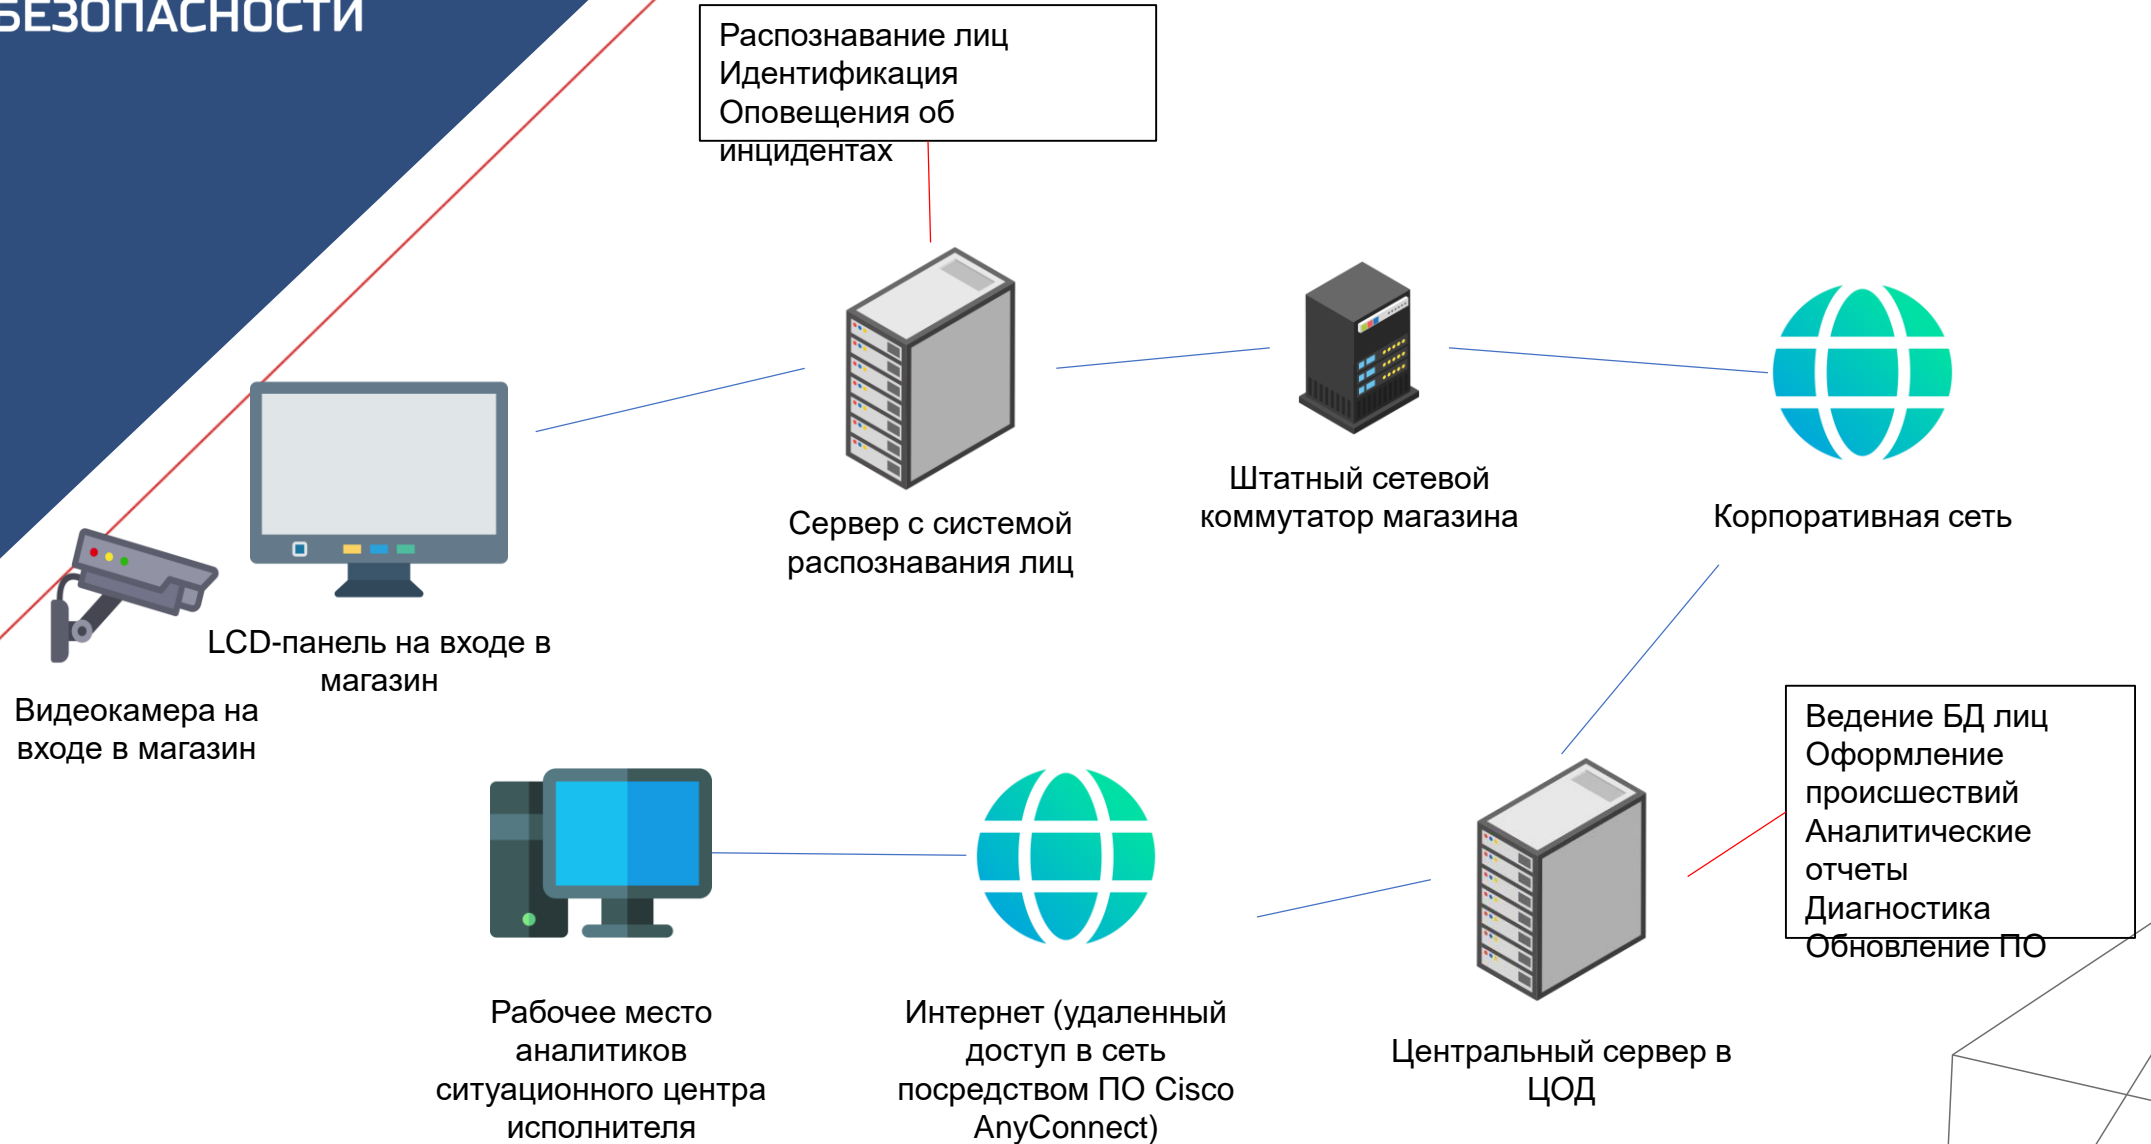 БЕЗОПАСНОСТИ
Распознавание лиц
Идентификация
Оповещения об
инцидентах
Сервер с системой
распознавания лиц
Штатный сетевой
коммутатор магазина
Корпоративная сеть
LCD-панель на входе в
магазин
Видеокамера на
входе в магазин
Ведение БД лиц
Оформление
происшествий
Аналитические
отчеты
Диагностика
Обновление ПО
Рабочее место
аналитиков
ситуационного центра
исполнителя
Интернет (удаленный
доступ в сеть
посредством ПО Cisco
AnyConnect)
Центральный сервер в
ЦОД